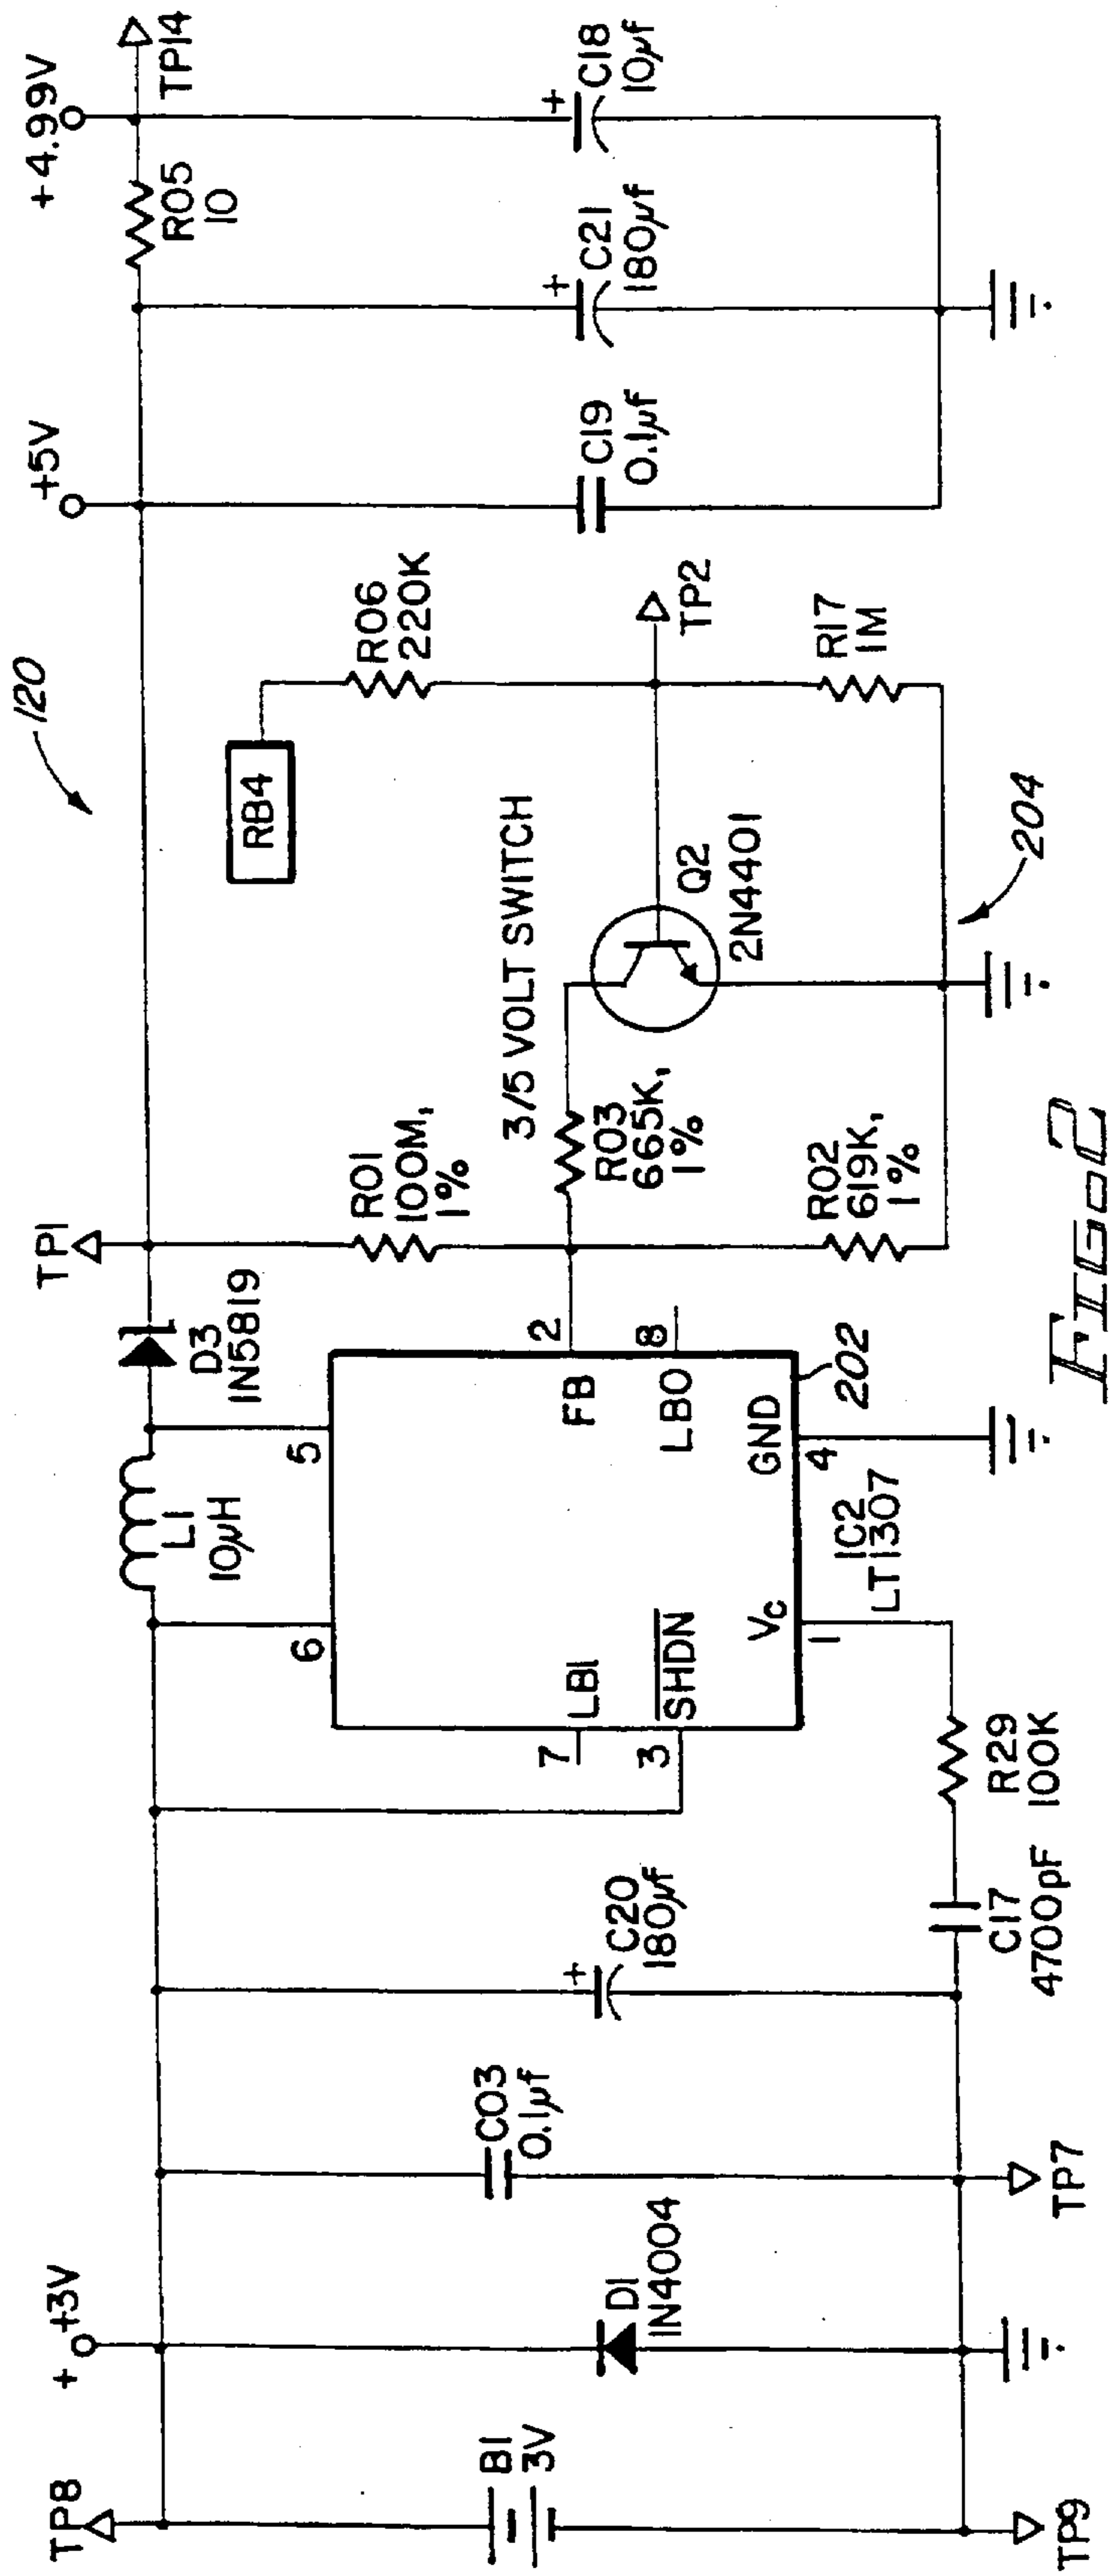 TP8
+ +3V
B1
3V
D1
1N4004
C03
0.1µf
C20
180µf
TP9
TP7
C17
4700pF
R29
100K
6
5
7
LBI
3
SHDN
FB
2
LBO
8
VC
1
GND
4
IC2
LT1307
202
L1
10µH
D3
1N5819
TP1
R01
100M,
1%
R03
665K,
1%
R02
619K,
1%
3/5 VOLT SWITCH
Q2
2N4401
204
120
RB4
R06
220K
TP2
R17
1M
+5V
C19
0.1µf
C21
180µf
R05
10
+4.99V
TP14
C18
10µf
FIG. 2